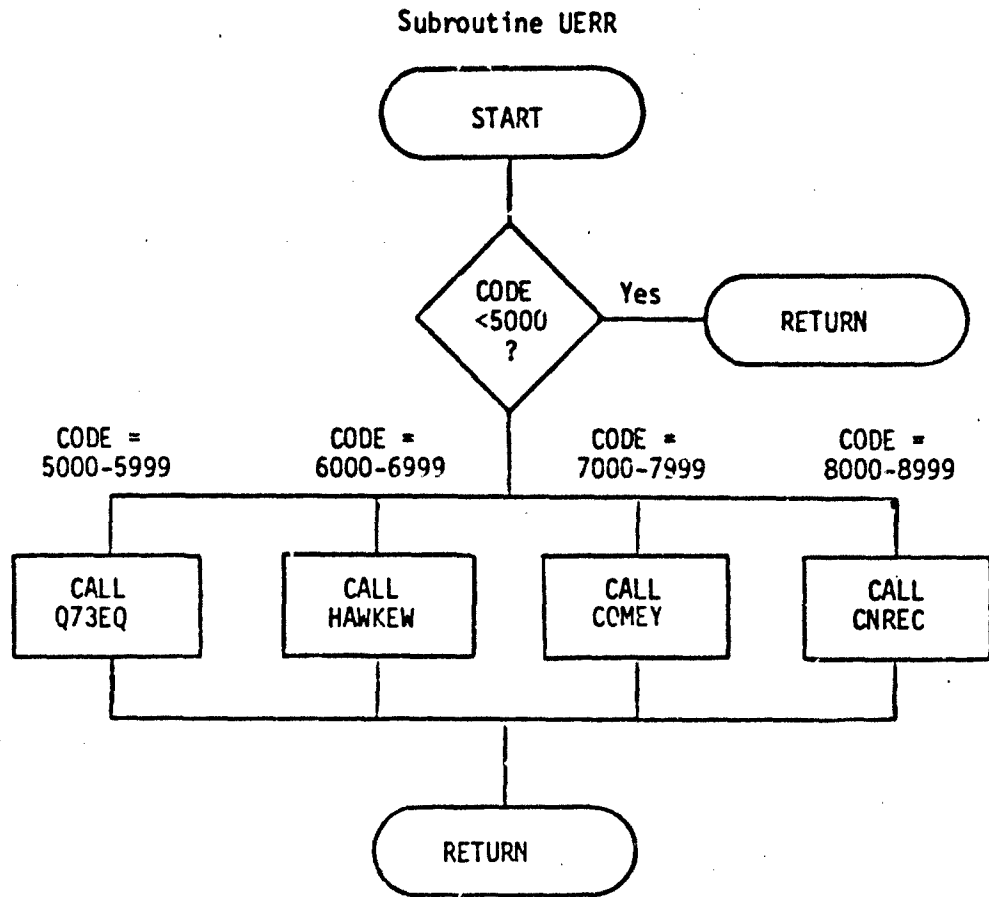 Subroutine UERR
START
CODE
<5000
?
Yes
RETURN
CODE =
5000-5999
CODE =
6000-6999
CODE =
7000-7999
CODE =
8000-8999
CALL
Q73EQ
CALL
HAWKEW
CALL
COMEY
CALL
CNREC
RETURN